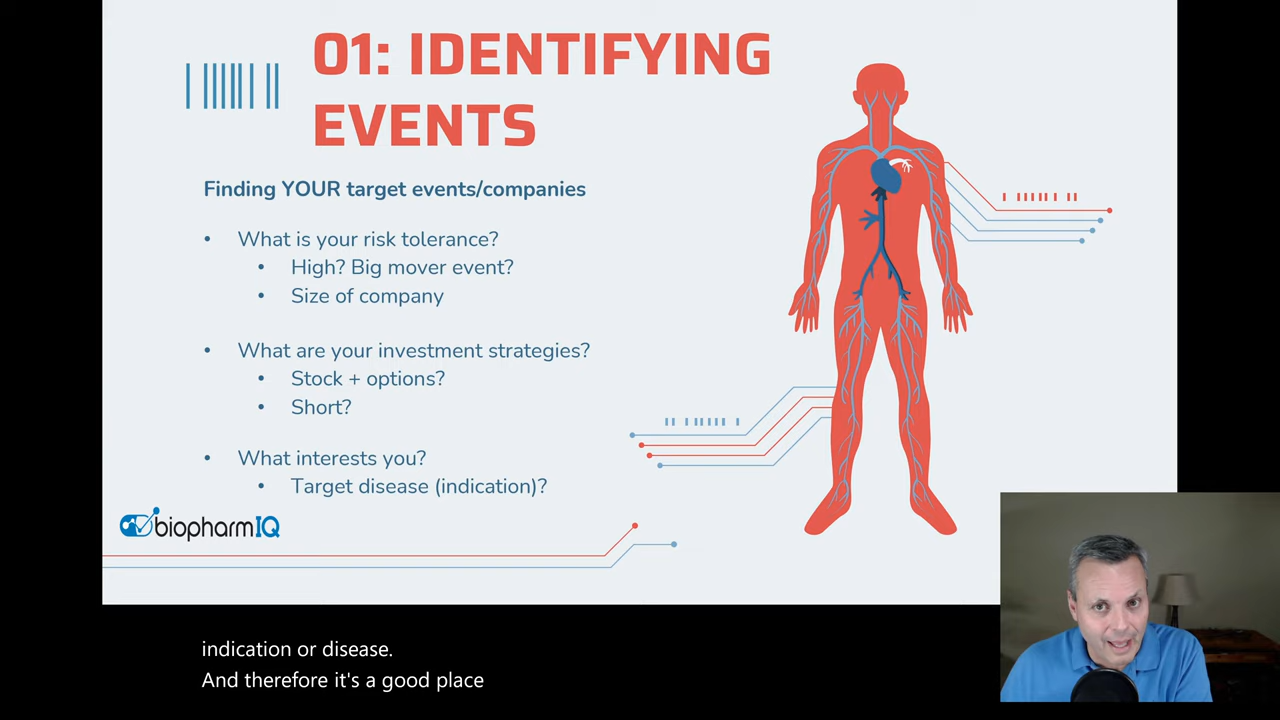 01: IDENTIFYING
EVENTS
Finding YOUR target events/companies
• What is your risk tolerance?
• High? Big mover event?
• Size of company
• What are your investment strategies?
• Stock + options?
• Short?
• What interests you?
• Target disease (indication)?
biopharmIQ
indication or disease.
And therefore it's a good place